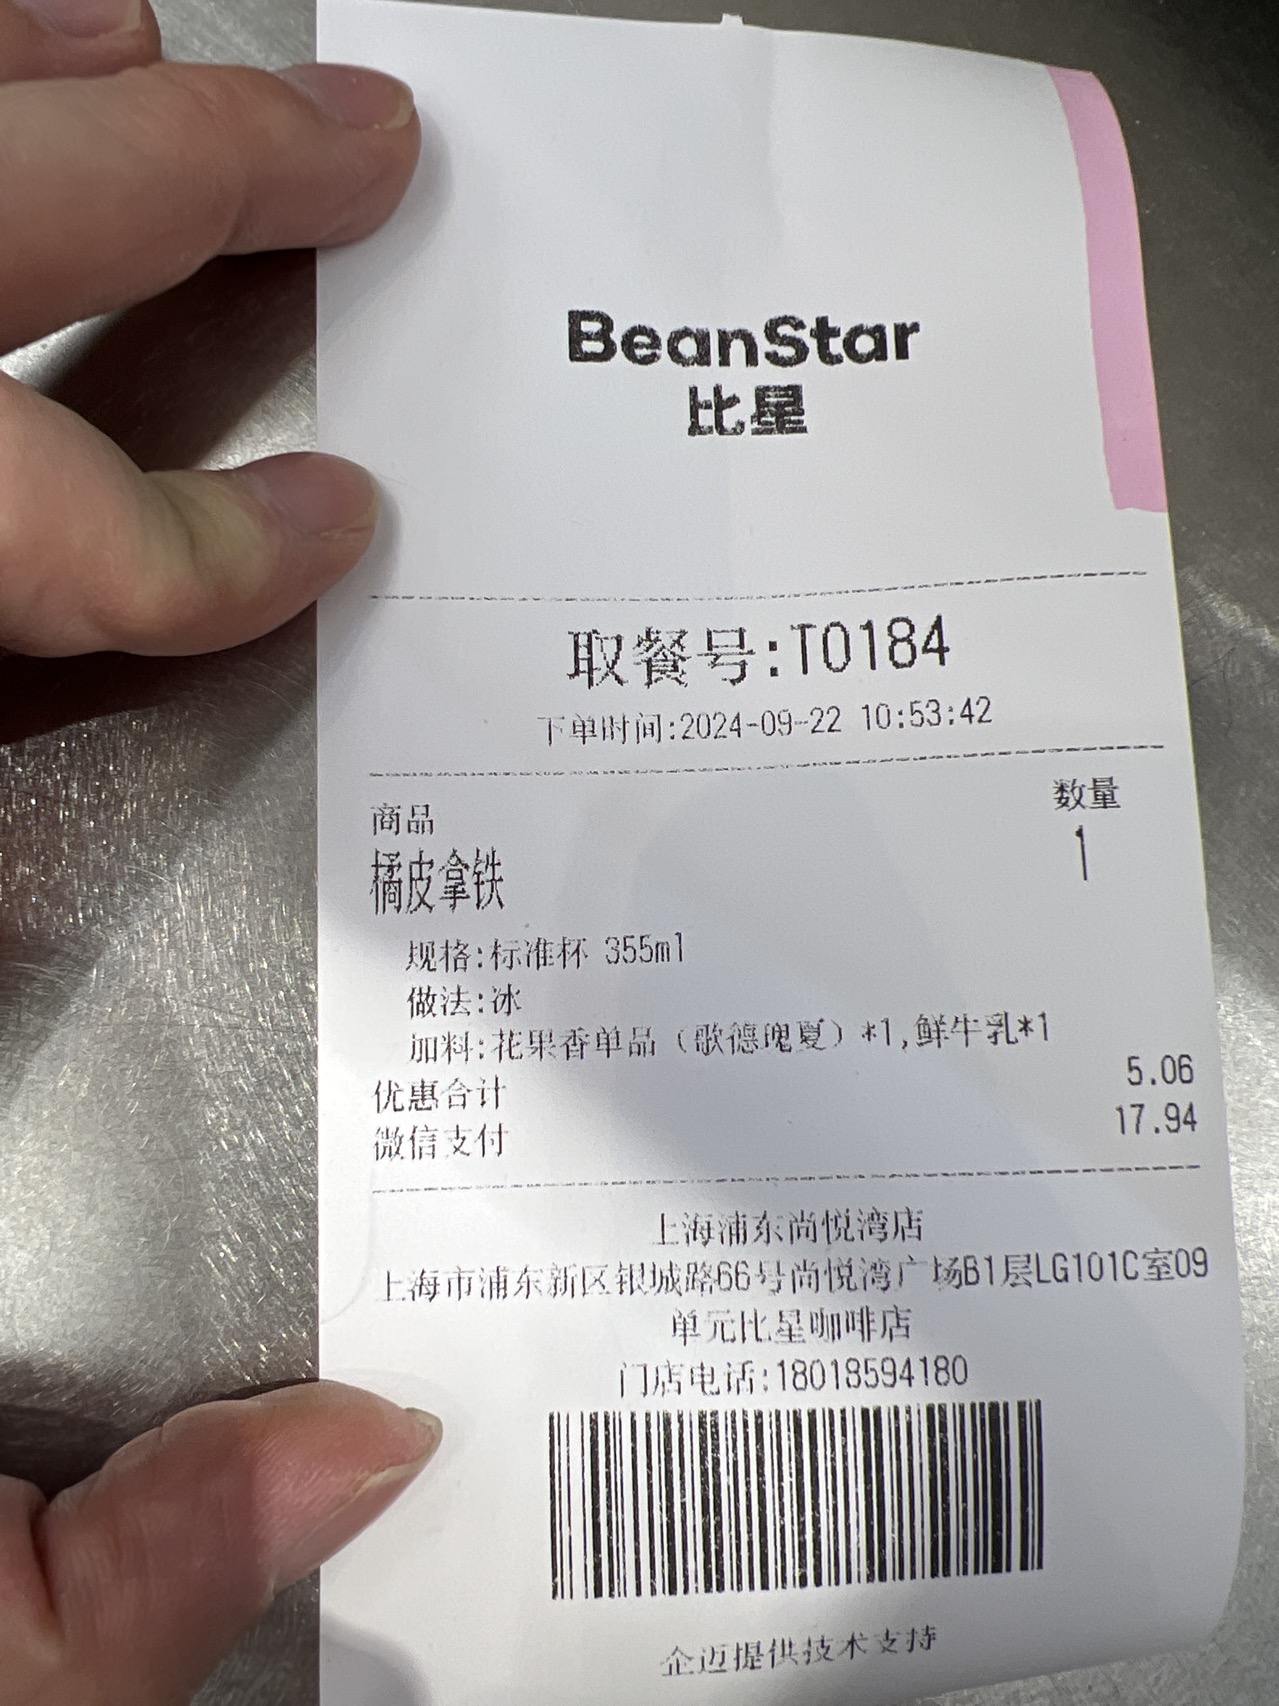 BeanStar
比星
取餐号:T0184
下单时间:2024-09-22 10:53:42
商品 数量
橘皮拿铁 1
规格:标准杯 355ml
做法:冰
加料:花果香单品（歌德瑰夏）*1,鲜牛乳*1
优惠合计 5.06
微信支付 17.94
上海浦东尚悦湾店
上海市浦东新区银城路66号尚悦湾广场B1层LG101C室09
单元比星咖啡店
门店电话:18018594180
企迈提供技术支持